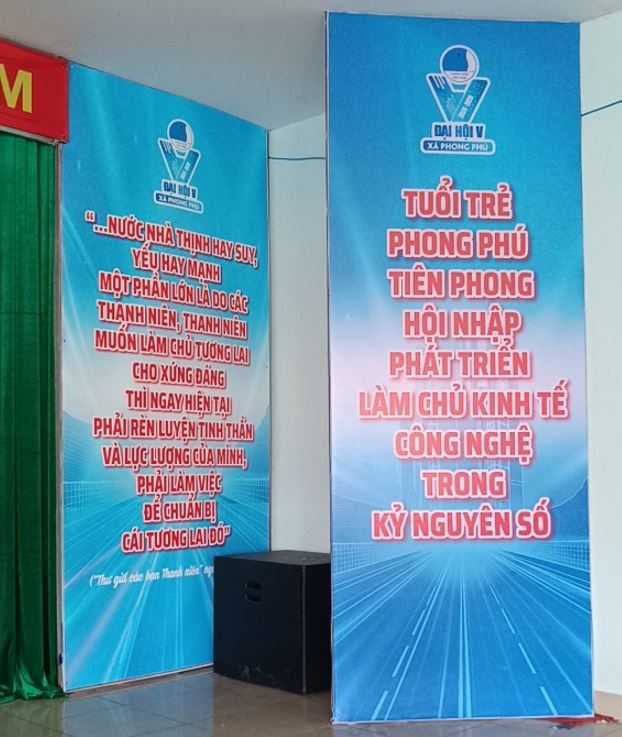 M
ĐẠI HỘI V
XÃ PHONG PHÚ
“...NƯỚC NHÀ THỊNH HAY SUY,
YẾU HAY MẠNH
MỘT PHẦN LỚN LÀ DO CÁC
THANH NIÊN, THANH NIÊN
MUỐN LÀM CHỦ TƯƠNG LAI
CHO XỨNG ĐÁNG
THÌ NGAY HIỆN TẠI
PHẢI RÈN LUYỆN TINH THẦN
VÀ LỰC LƯỢNG CỦA MÌNH,
PHẢI LÀM VIỆC
ĐỂ CHUẨN BỊ
CÁI TƯƠNG LAI ĐÓ”
("Thư gửi các bạn Thanh niên"
ĐẠI HỘI V
XÃ PHONG PHÚ
TUỔI TRẺ
PHONG PHÚ
TIÊN PHONG
HỘI NHẬP
PHÁT TRIỂN
LÀM CHỦ KINH TẾ
CÔNG NGHỆ
TRONG
KỶ NGUYÊN SỐ